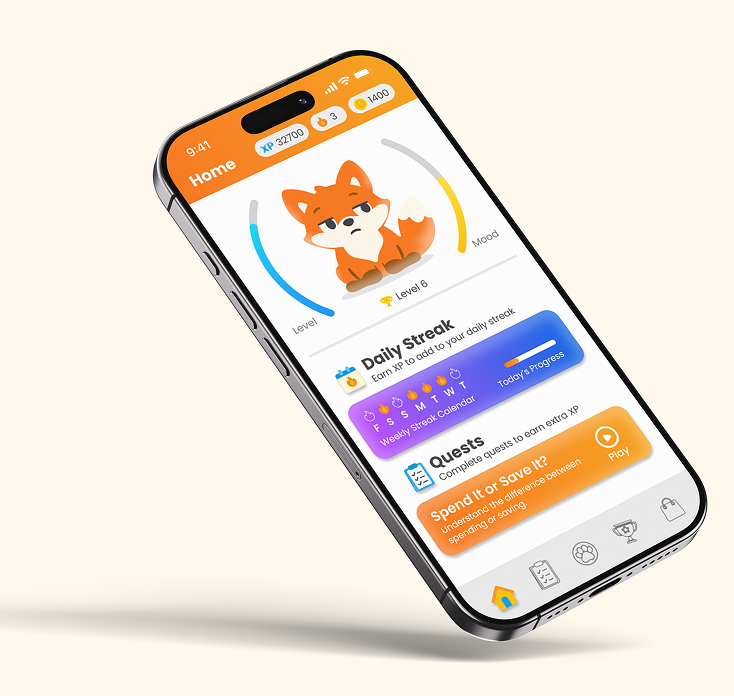 9:41
Home
XP 32700
3
1400
Level
Mood
Level 6
Daily Streak
Earn XP to add to your daily streak
F S S M T W T
Weekly Streak Calendar
Today's Progress
Quests
Complete quests to earn extra XP
Spend It or Save It?
Understand the difference between
spending or saving.
Play